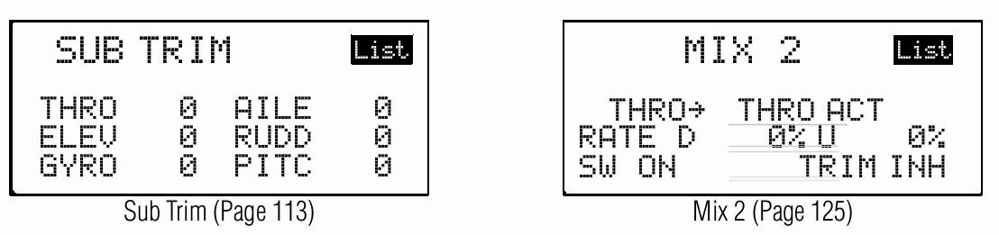 SUB TRIM List
THRO 0 AILE 0
ELEV 0 RUDD 0
GYRO 0 PITC 0
Sub Trim (Page 113)
MIX 2 List
THRO→ THRO ACT
RATE D 0% U 0%
SW ON TRIM INH
Mix 2 (Page 125)